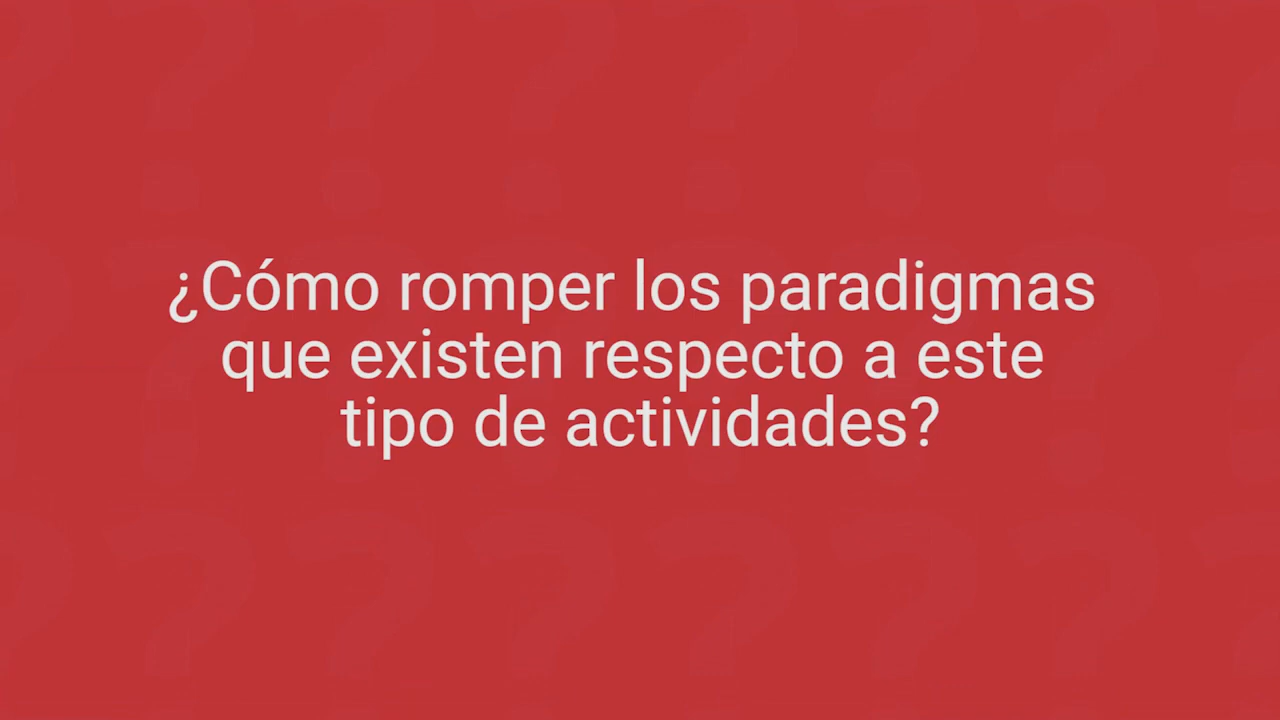 ¿Cómo romper los paradigmas
que existen respecto a este
tipo de actividades?